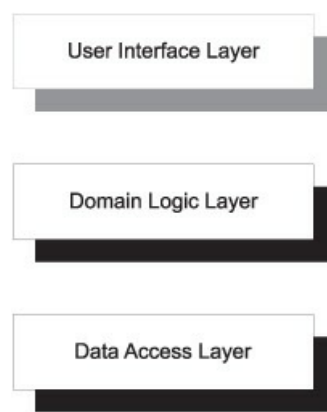 User Interface Layer
Domain Logic Layer
Data Access Layer